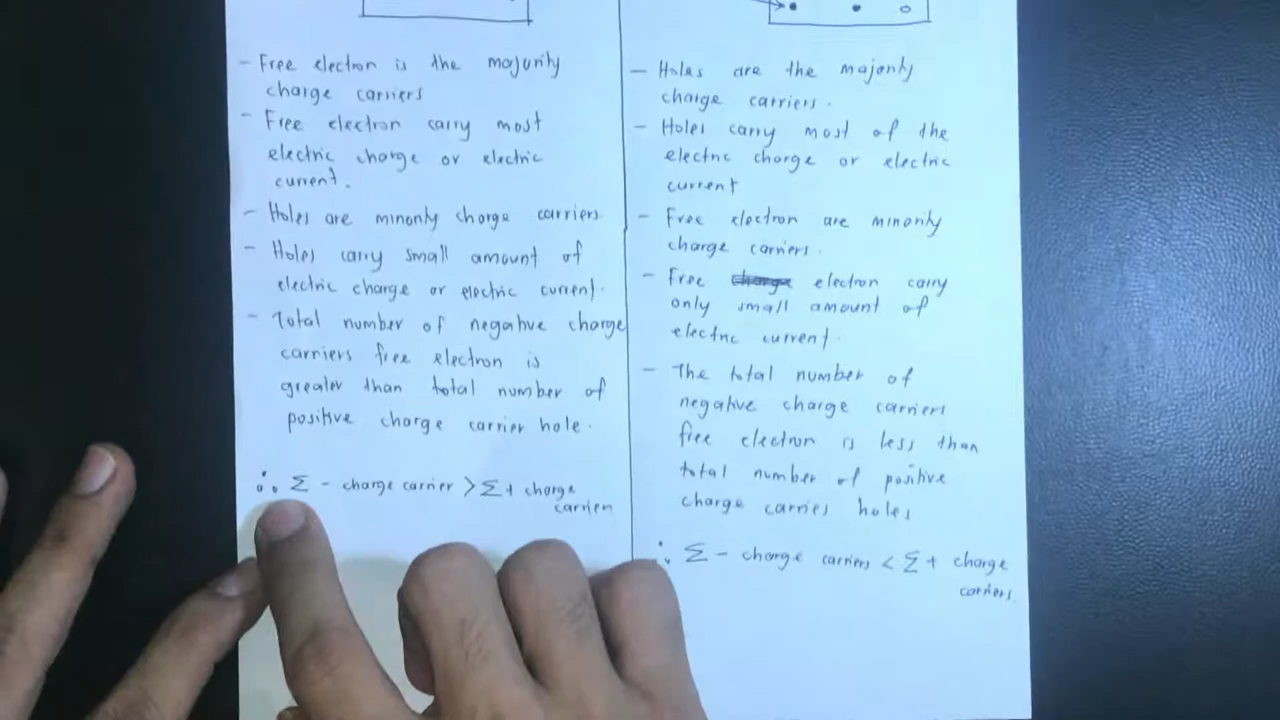 - Free electron is the majority
charge carriers
- Free electron carry most
electric charge or electric
current.
- Holes are minority charge carriers.
- Holes carry small amount of
electric charge or electric current.
- Total number of negative charge
carriers free electron is
greater than total number of
positive charge carrier hole.
∴ Σ - charge carrier > Σ + charge
carriers
- Holes are the majority
charge carriers.
- Holes carry most of the
electric charge or electric
current
- Free electron are minority
charge carriers.
- Free electron carry
only small amount of
electric current.
- The total number of
negative charge carriers
free electron is less than
total number of positive
charge carries holes
∴ Σ - charge carriers < Σ + charge
carriers.